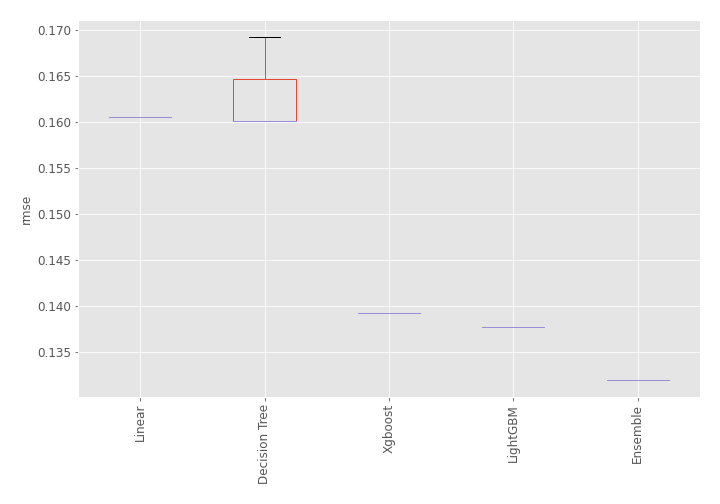 0.170
0.165
0.160
0.155
0.150
0.145
0.140
0.135
rmse
Linear
Decision Tree
Xgboost
LightGBM
Ensemble